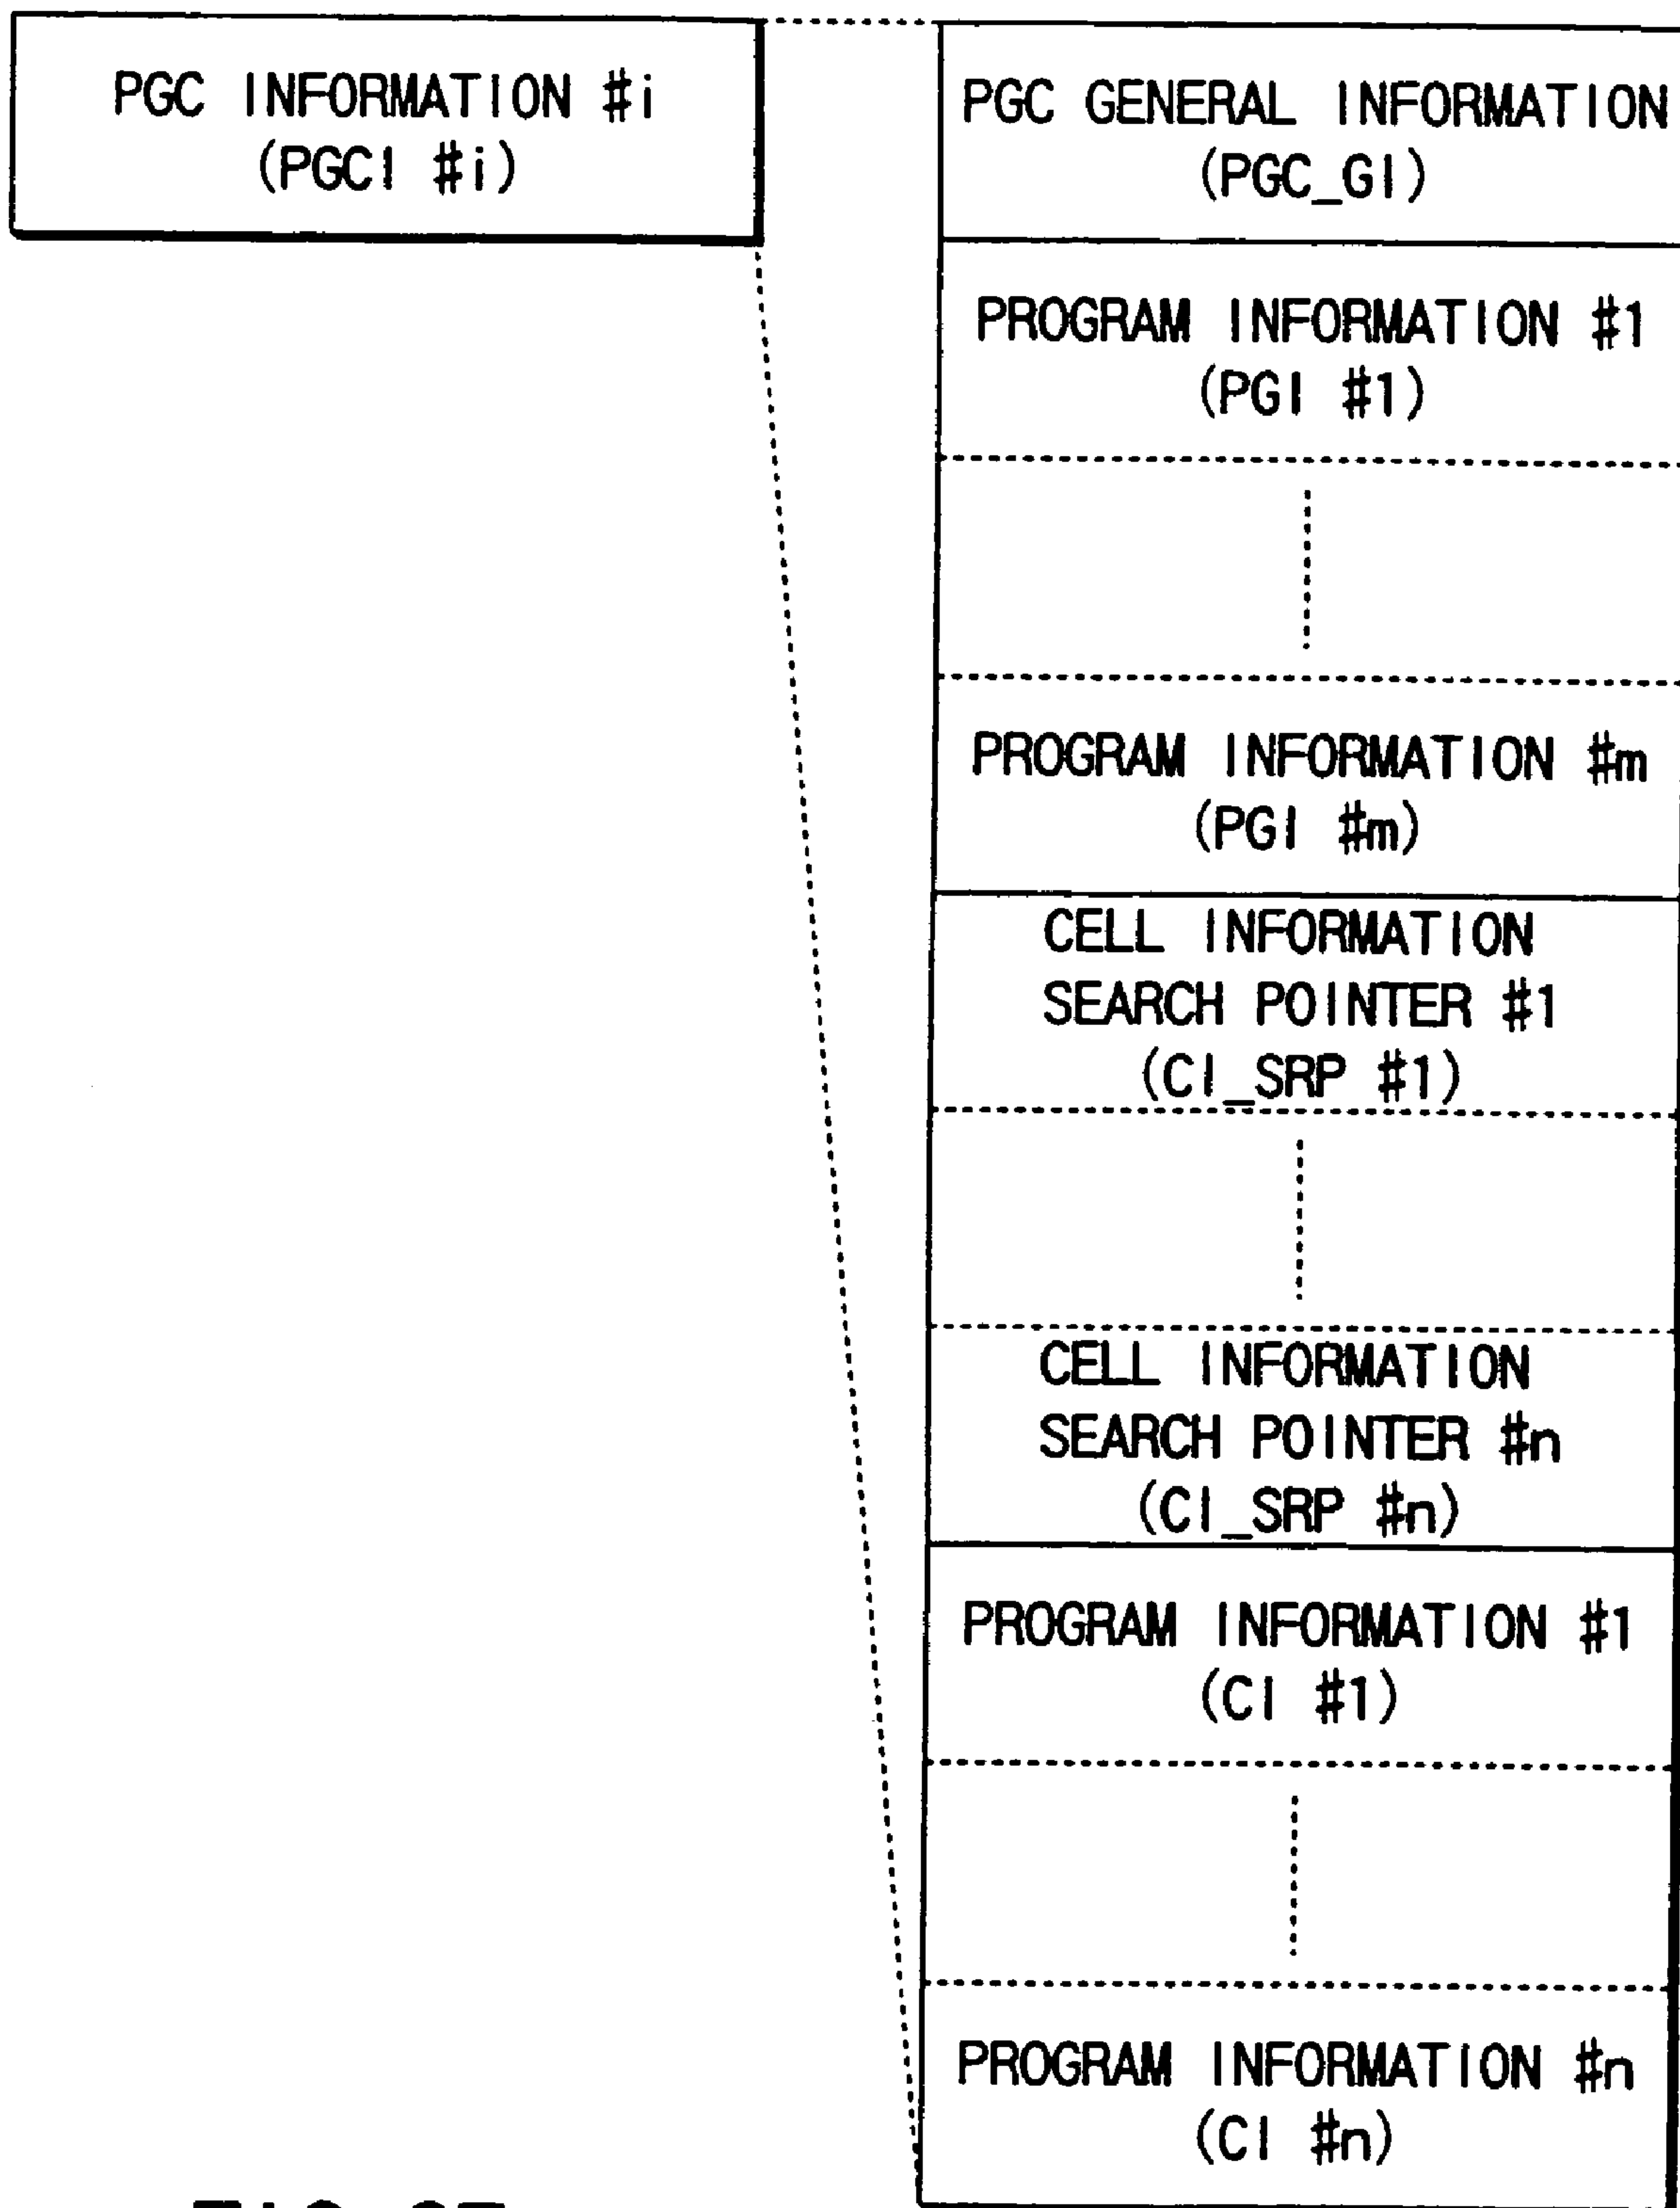 PGC INFORMATION #i
(PGCI #i)
PGC GENERAL INFORMATION
(PGC_GI)
PROGRAM INFORMATION #1
(PGI #1)
PROGRAM INFORMATION #m
(PGI #m)
CELL INFORMATION
SEARCH POINTER #1
(CI_SRP #1)
CELL INFORMATION
SEARCH POINTER #n
(CI_SRP #n)
PROGRAM INFORMATION #1
(CI #1)
PROGRAM INFORMATION #n
(CI #n)